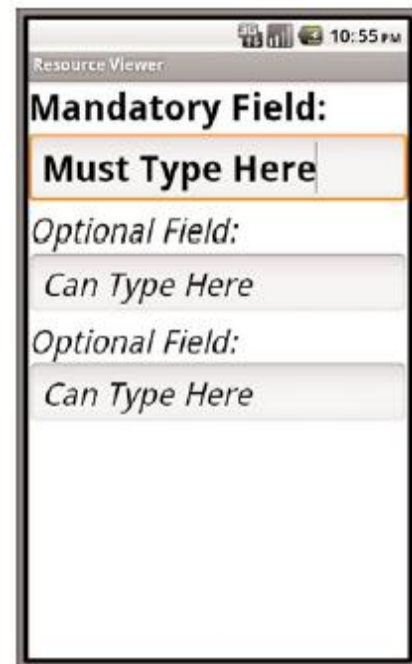 10:55 PM
Resource Viewer
Mandatory Field:
Must Type Here
Optional Field:
Can Type Here
Optional Field:
Can Type Here